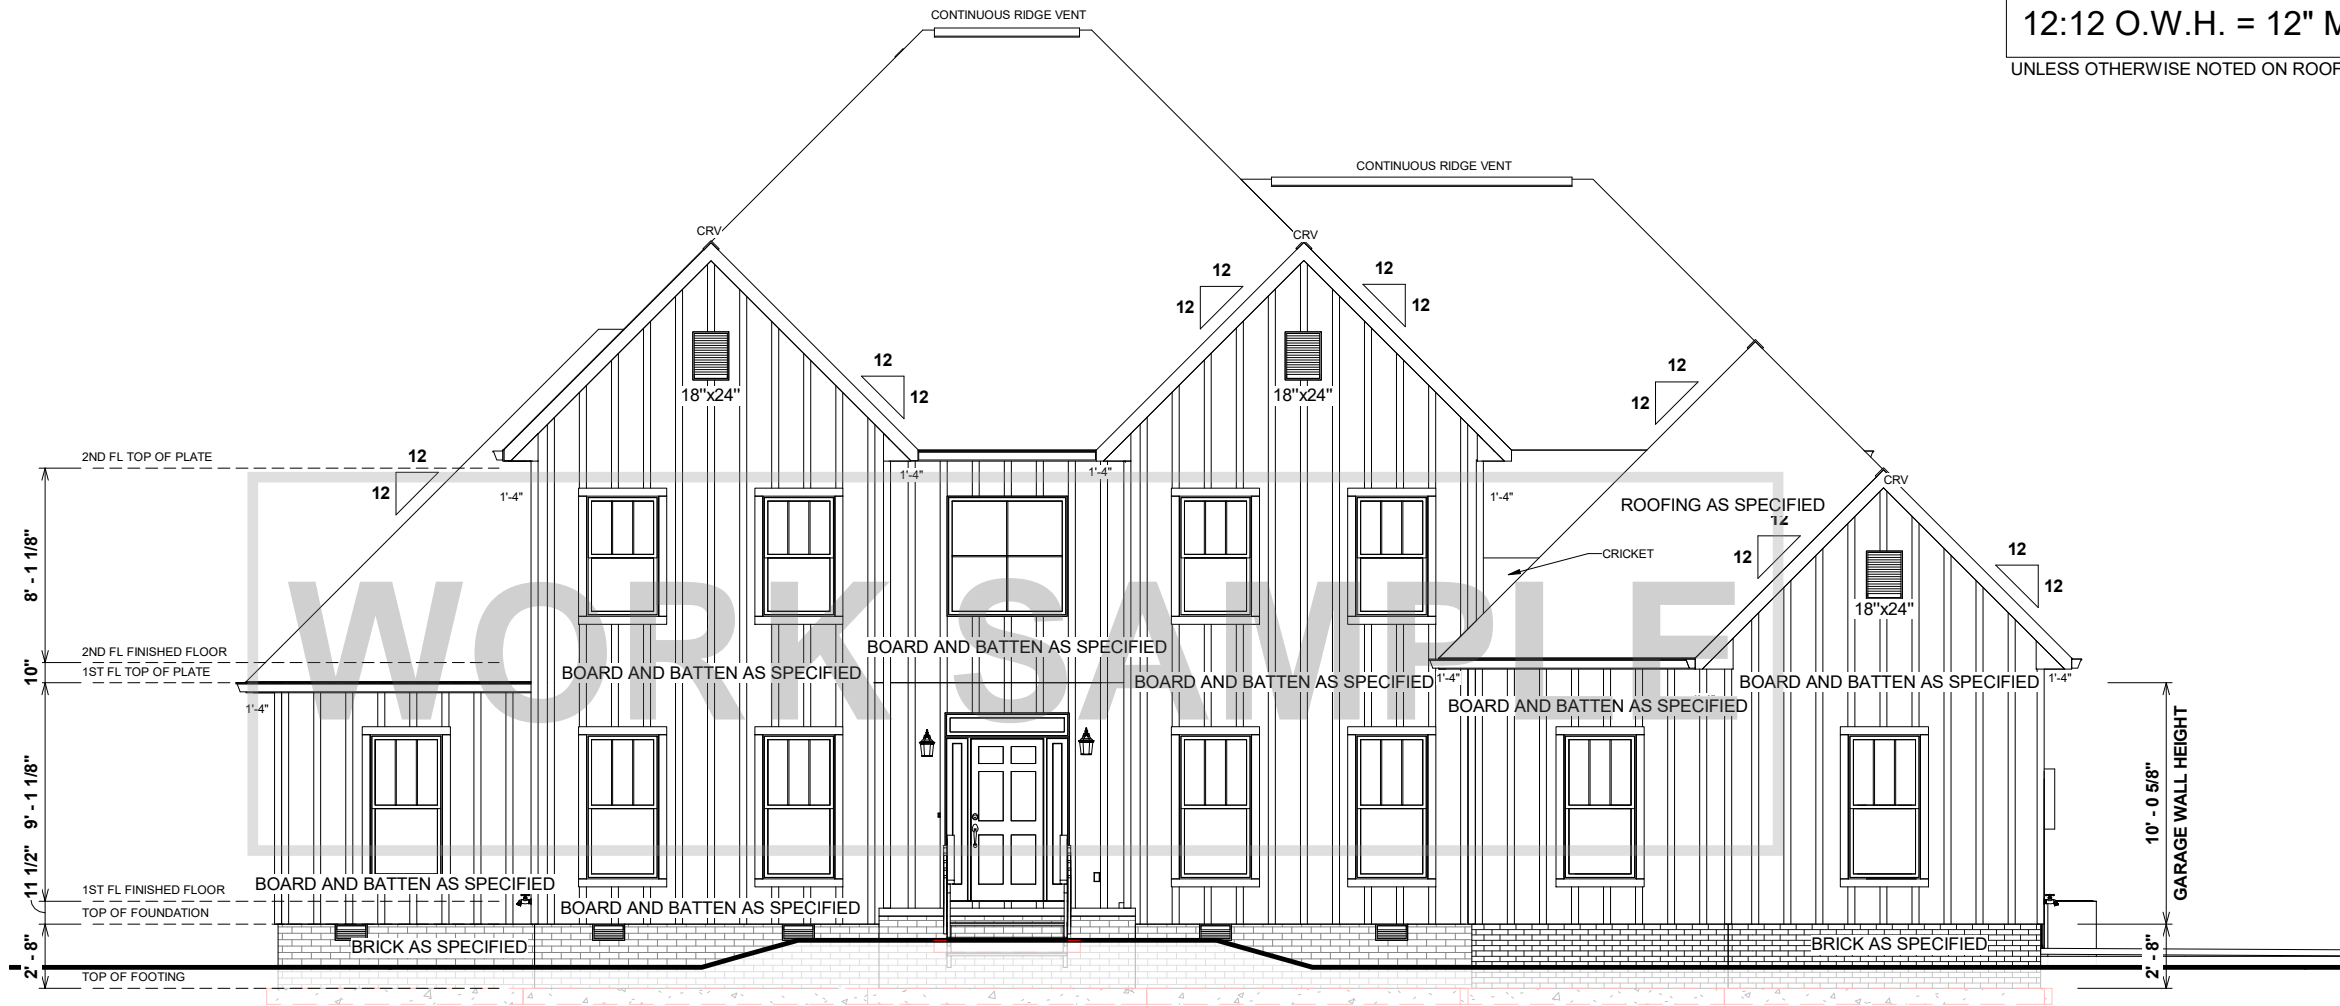 CONTINUOUS RIDGE VENT
12:12 O.W.H. = 12" M
UNLESS OTHERWISE NOTED ON ROOF
CONTINUOUS RIDGE VENT
CRV
CRV
12
12
12
12
12
12
12
12
18"x24"
18"x24"
2ND FL TOP OF PLATE
12
12
1'-4"
1'-4"
1'-4"
1'-4"
CRV
ROOFING AS SPECIFIED
12
12
CRICKET
12
12
18"x24"
8' - 1 1/8"
WORK SAMPLE
2ND FL FINISHED FLOOR
1ST FL TOP OF PLATE
10"
BOARD AND BATTEN AS SPECIFIED
BOARD AND BATTEN AS SPECIFIED
BOARD AND BATTEN AS SPECIFIED
BOARD AND BATTEN AS SPECIFIED
BOARD AND BATTEN AS SPECIFIED
1'-4"
1'-4"
1'-4"
9' - 1 1/8"
10' - 0 5/8"
GARAGE WALL HEIGHT
11 1/2"
1ST FL FINISHED FLOOR
TOP OF FOUNDATION
BOARD AND BATTEN AS SPECIFIED
BOARD AND BATTEN AS SPECIFIED
BRICK AS SPECIFIED
BRICK AS SPECIFIED
2' - 8"
2' - 8"
TOP OF FOOTING